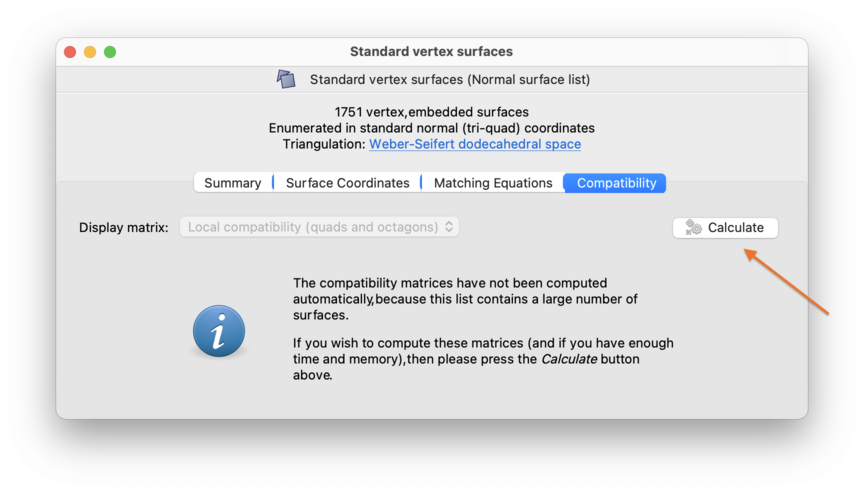 Standard vertex surfaces
Standard vertex surfaces (Normal surface list)
1751 vertex,embedded surfaces
Enumerated in standard normal (tri-quad) coordinates
Triangulation: Weber-Seifert dodecahedral space
Summary Surface Coordinates Matching Equations Compatibility
Display matrix: Local compatibility (quads and octagons) Calculate
The compatibility matrices have not been computed
automatically,because this list contains a large number of
surfaces.
If you wish to compute these matrices (and if you have enough
time and memory),then please press the Calculate button
above.